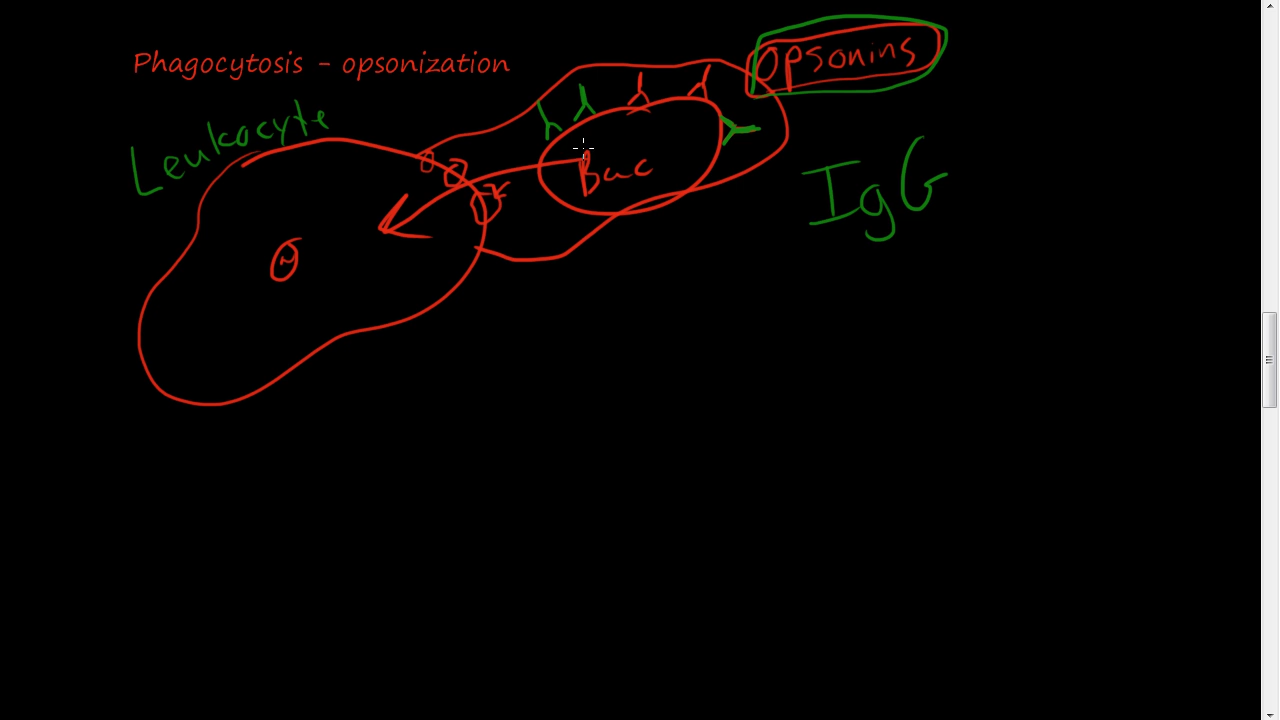 Phagocytosis - opsonization
Opsonins
Leukocyte
Bac
IgG